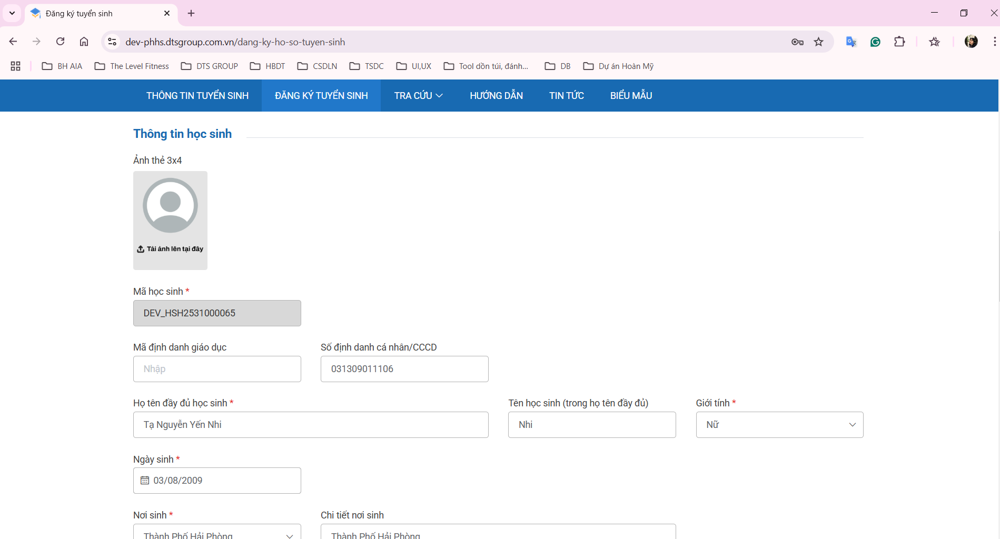 Đăng ký tuyển sinh
dev-phhs.dtsgroup.com.vn/dang-ky-ho-so-tuyen-sinh
BH AIA The Level Fitness DTS GROUP HBDT CSDLN TSDC UI,UX Tool dồn túi, đánh... DB Dự án Hoàn Mỹ
THÔNG TIN TUYỂN SINH ĐĂNG KÝ TUYỂN SINH TRA CỨU HƯỚNG DẪN TIN TỨC BIỂU MẪU
Thông tin học sinh
Ảnh thẻ 3x4
Tải ảnh lên tại đây
Mã học sinh *
DEV_HSH2531000065
Mã định danh giáo dục Số định danh cá nhân/CCCD
Nhập 031309011106
Họ tên đầy đủ học sinh * Tên học sinh (trong họ tên đầy đủ) Giới tính *
Tạ Nguyễn Yến Nhi Nhi Nữ
Ngày sinh *
03/08/2009
Nơi sinh * Chi tiết nơi sinh
Thành Phố Hải Phòng Thành Phố Hải Phòng